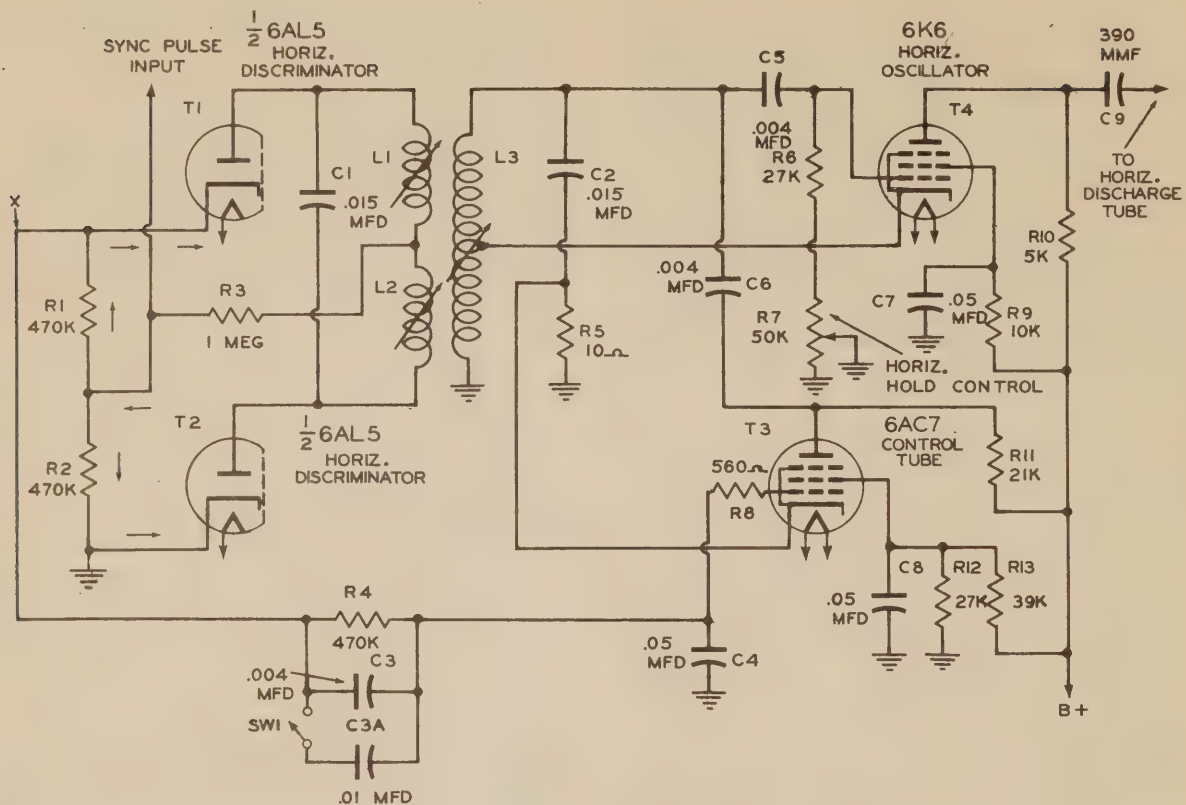 SYNC PULSE
INPUT
½ 6AL5
HORIZ.
DISCRIMINATOR
6K6
HORIZ.
OSCILLATOR
390
MMF
C9
TO
HORIZ.
DISCHARGE
TUBE
T1
C1
.015
MFD
L1
L2
L3
C2
.015
MFD
C5
.004
MFD
R6
27K
T4
X
R1
470K
R3
1 MEG
R5
10Ω
.004
MFD
C6
R7
50K
HORIZ.
HOLD CONTROL
C7
.05
MFD
R9
10K
R10
5K
R2
470K
T2
½ 6AL5
HORIZ.
DISCRIMINATOR
T3
6AC7
CONTROL
TUBE
560Ω
R8
R11
21K
R4
470K
C3
.004
MFD
SW1
C3A
.01 MFD
.05
MFD
C4
C8
.05
MFD
R12
27K
R13
39K
B+